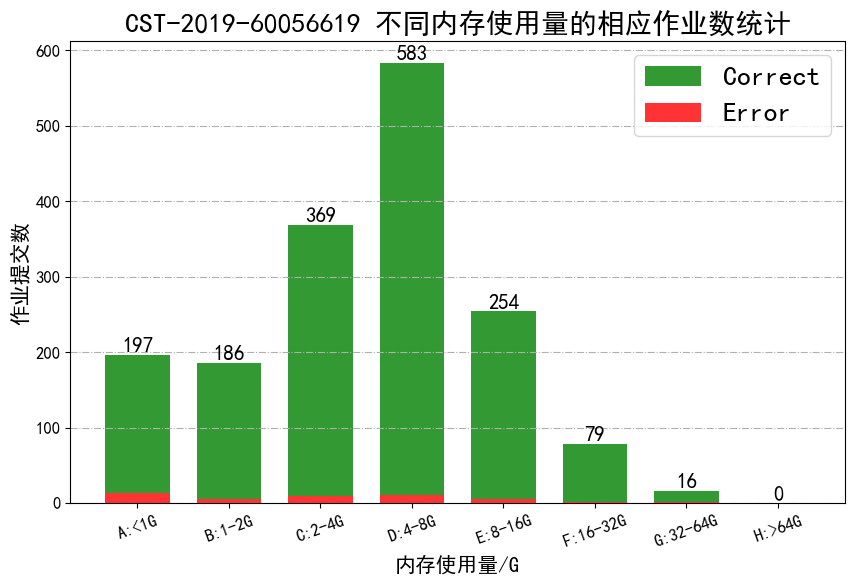 CST-2019-60056619 不同内存使用量的相应作业数统计
600
500
400
300
200
100
0
作业提交数
197
186
369
583
254
79
16
0
Correct
Error
A:<1G
B:1-2G
C:2-4G
D:4-8G
E:8-16G
F:16-32G
G:32-64G
H:>64G
内存使用量/G